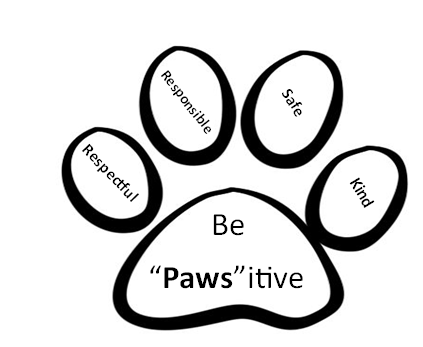 Respectful
Responsible
Safe
Kind
Be
“Paws”itive